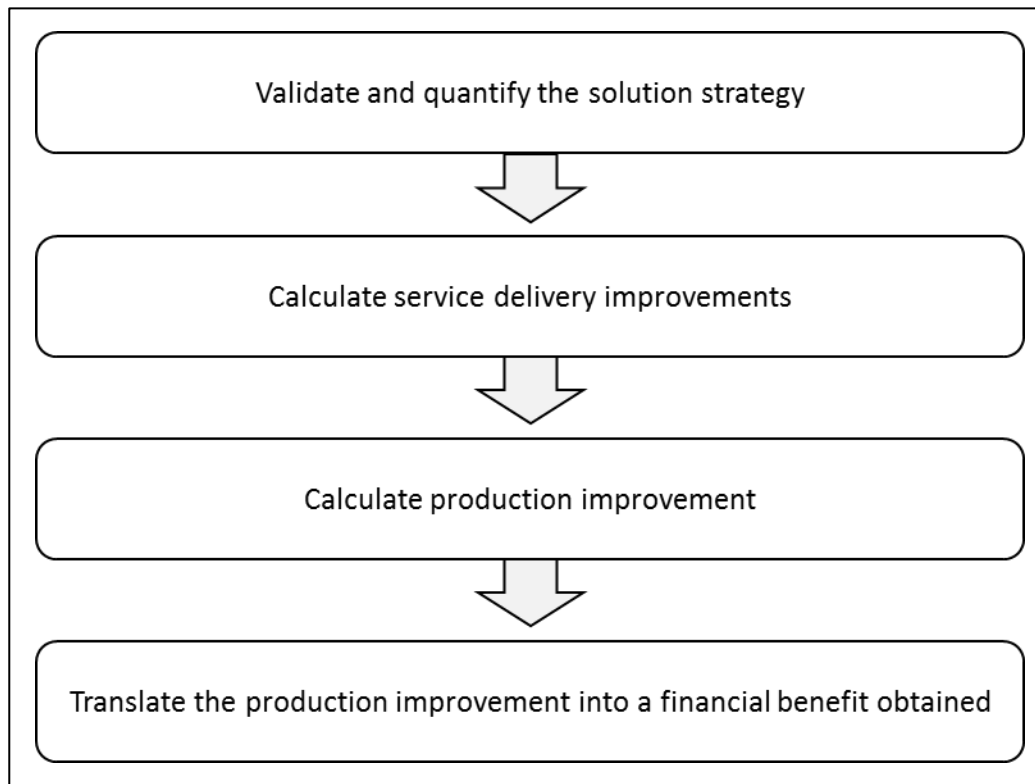 Validate and quantify the solution strategy
Calculate service delivery improvements
Calculate production improvement
Translate the production improvement into a financial benefit obtained